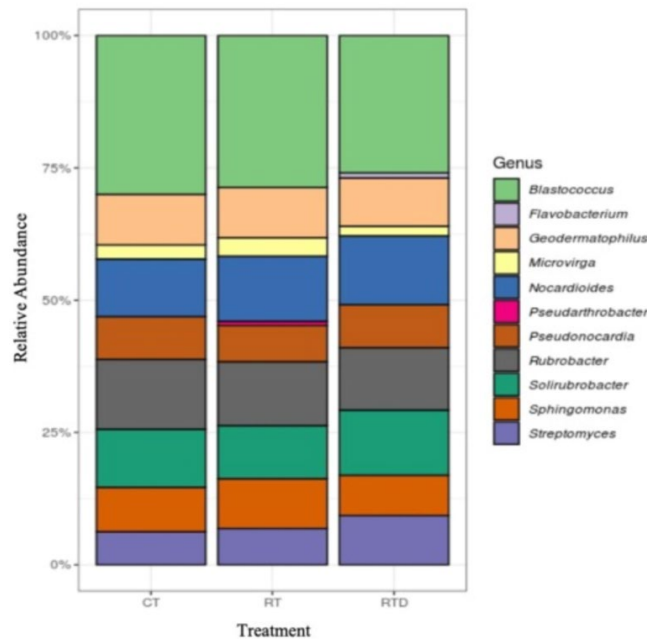 100%
75%
50%
25%
0%
Relative Abundance
CT RT RTD
Treatment
Genus
Blastococcus
Flavobacterium
Geodermatophilus
Microvirga
Nocardioides
Pseudarthrobacter
Pseudonocardia
Rubrobacter
Solirubrobacter
Sphingomonas
Streptomyces